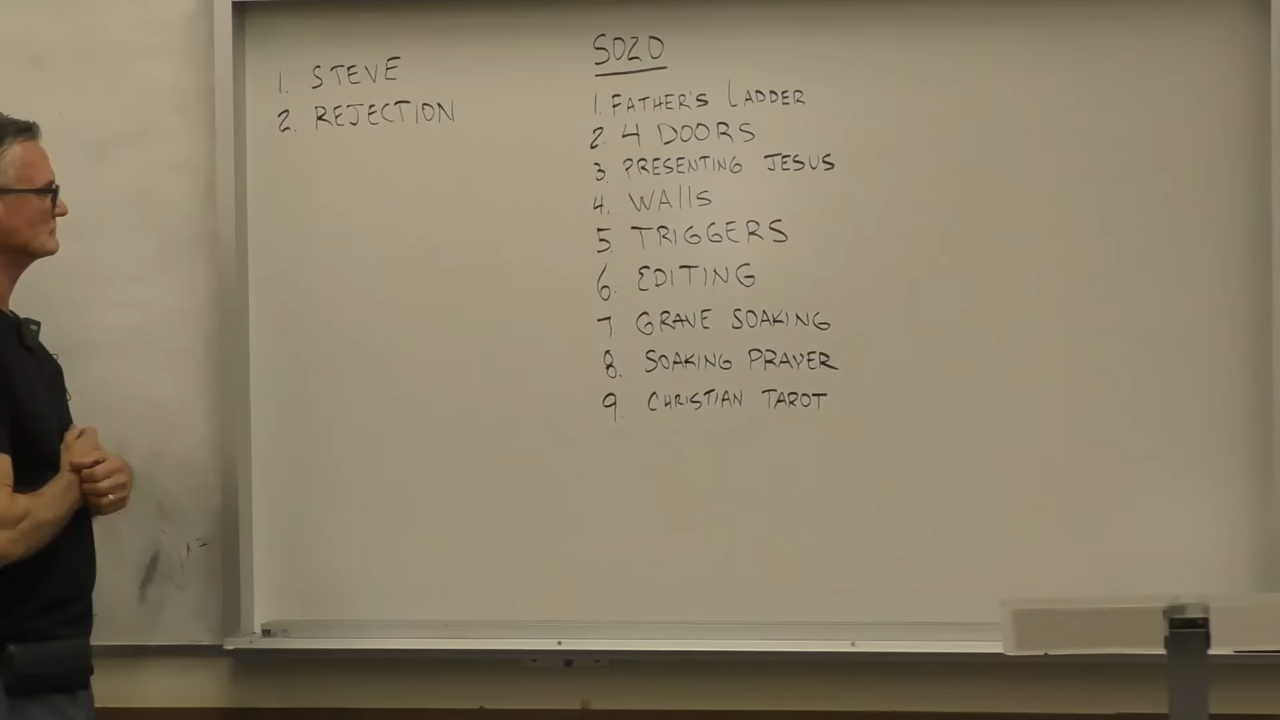 1. STEVE
2. REJECTION
SOZO
1. FATHER'S LADDER
2. 4 DOORS
3. PRESENTING JESUS
4. WAllS
5. TRIGGERS
6. EDITING
7 GRAVE SOAKING
8. SOAKING PRAYER
9. CHRISTIAN TAROT